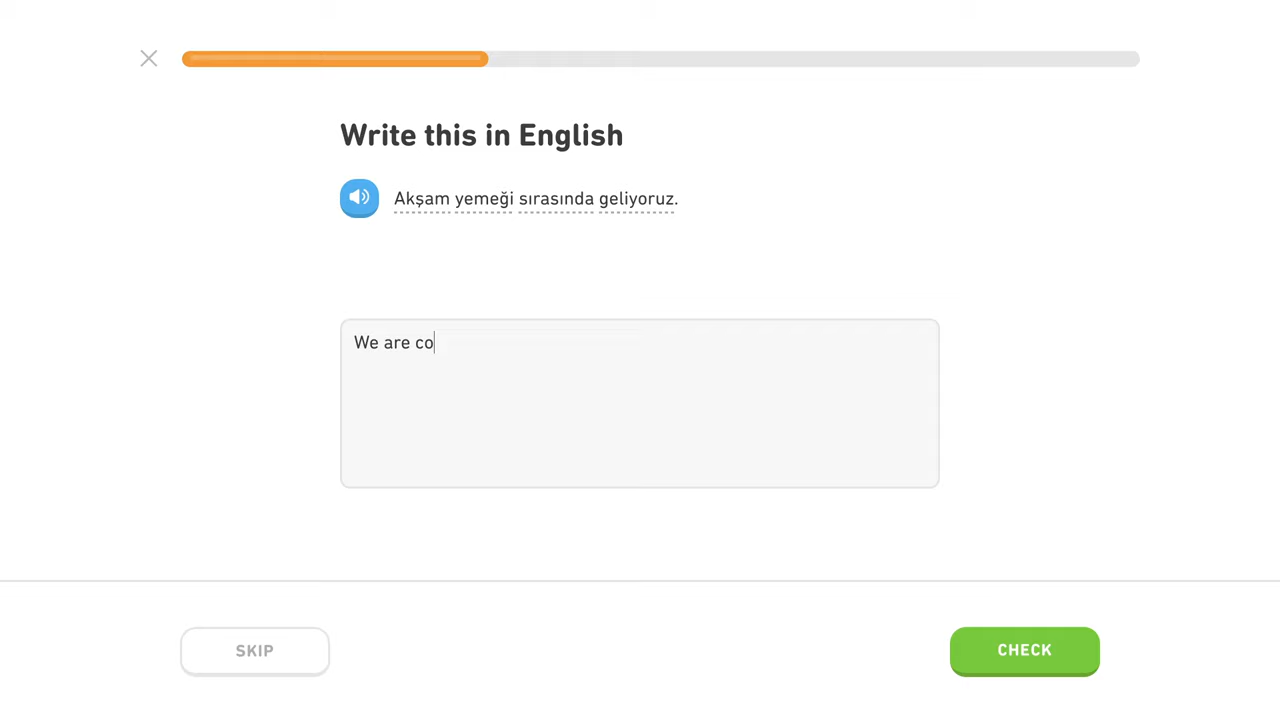 Write this in English
Akşam yemeği sırasında geliyoruz.
We are co
SKIP
CHECK